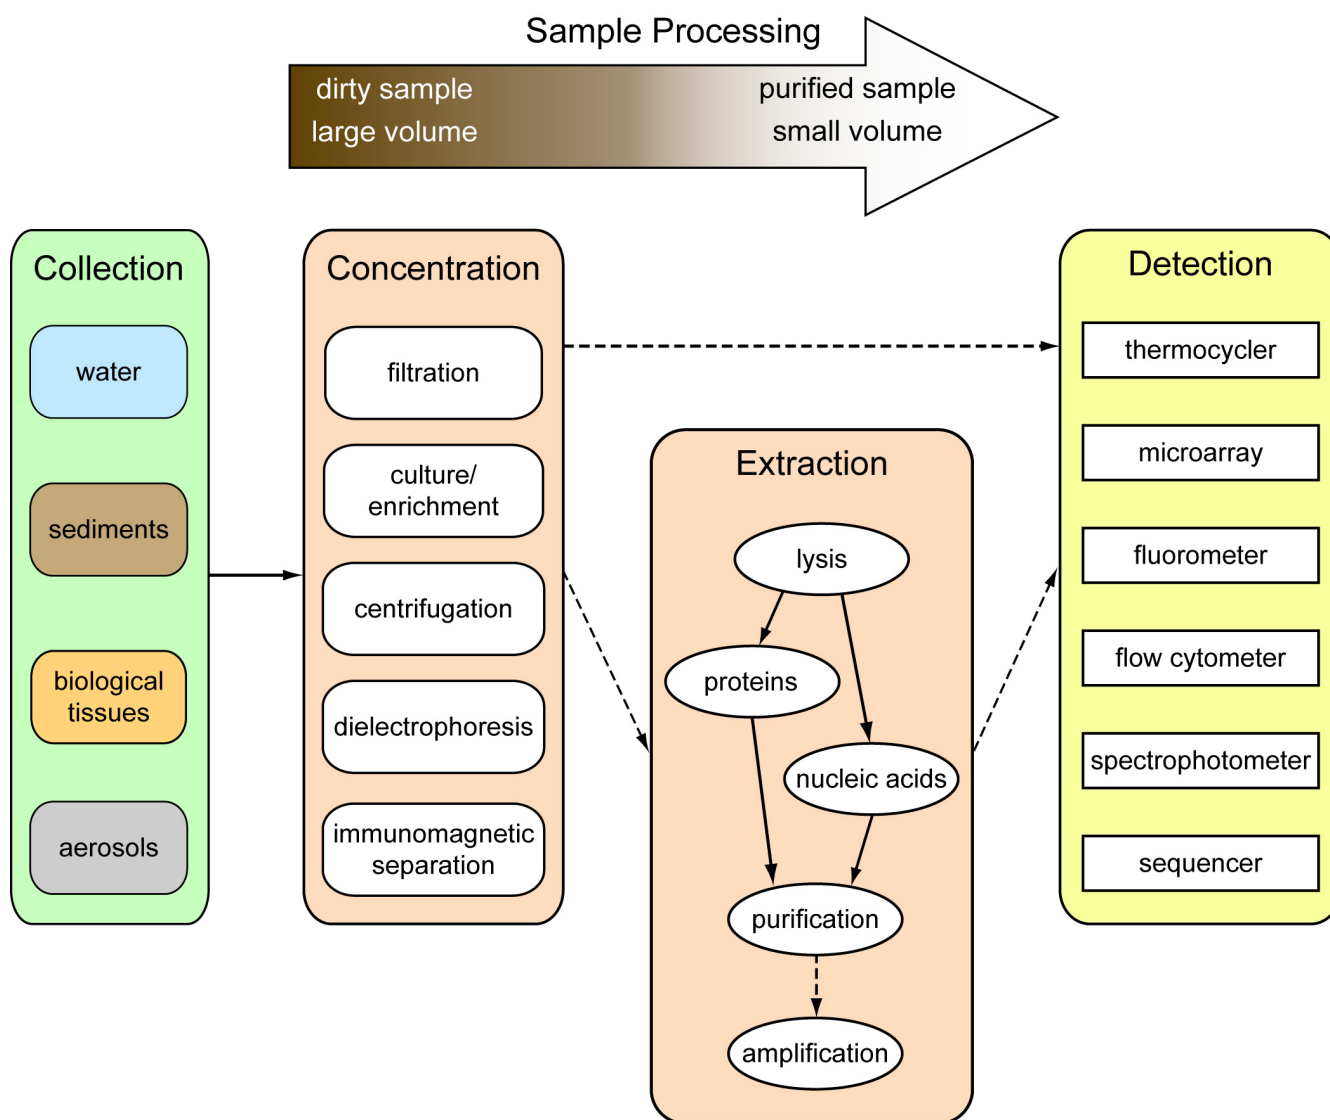 Sample Processing
dirty sample
large volume
purified sample
small volume
Collection
water
sediments
biological
tissues
aerosols
Concentration
filtration
culture/
enrichment
centrifugation
dielectrophoresis
immunomagnetic
separation
Extraction
lysis
proteins
nucleic acids
purification
amplification
Detection
thermocycler
microarray
fluorometer
flow cytometer
spectrophotometer
sequencer